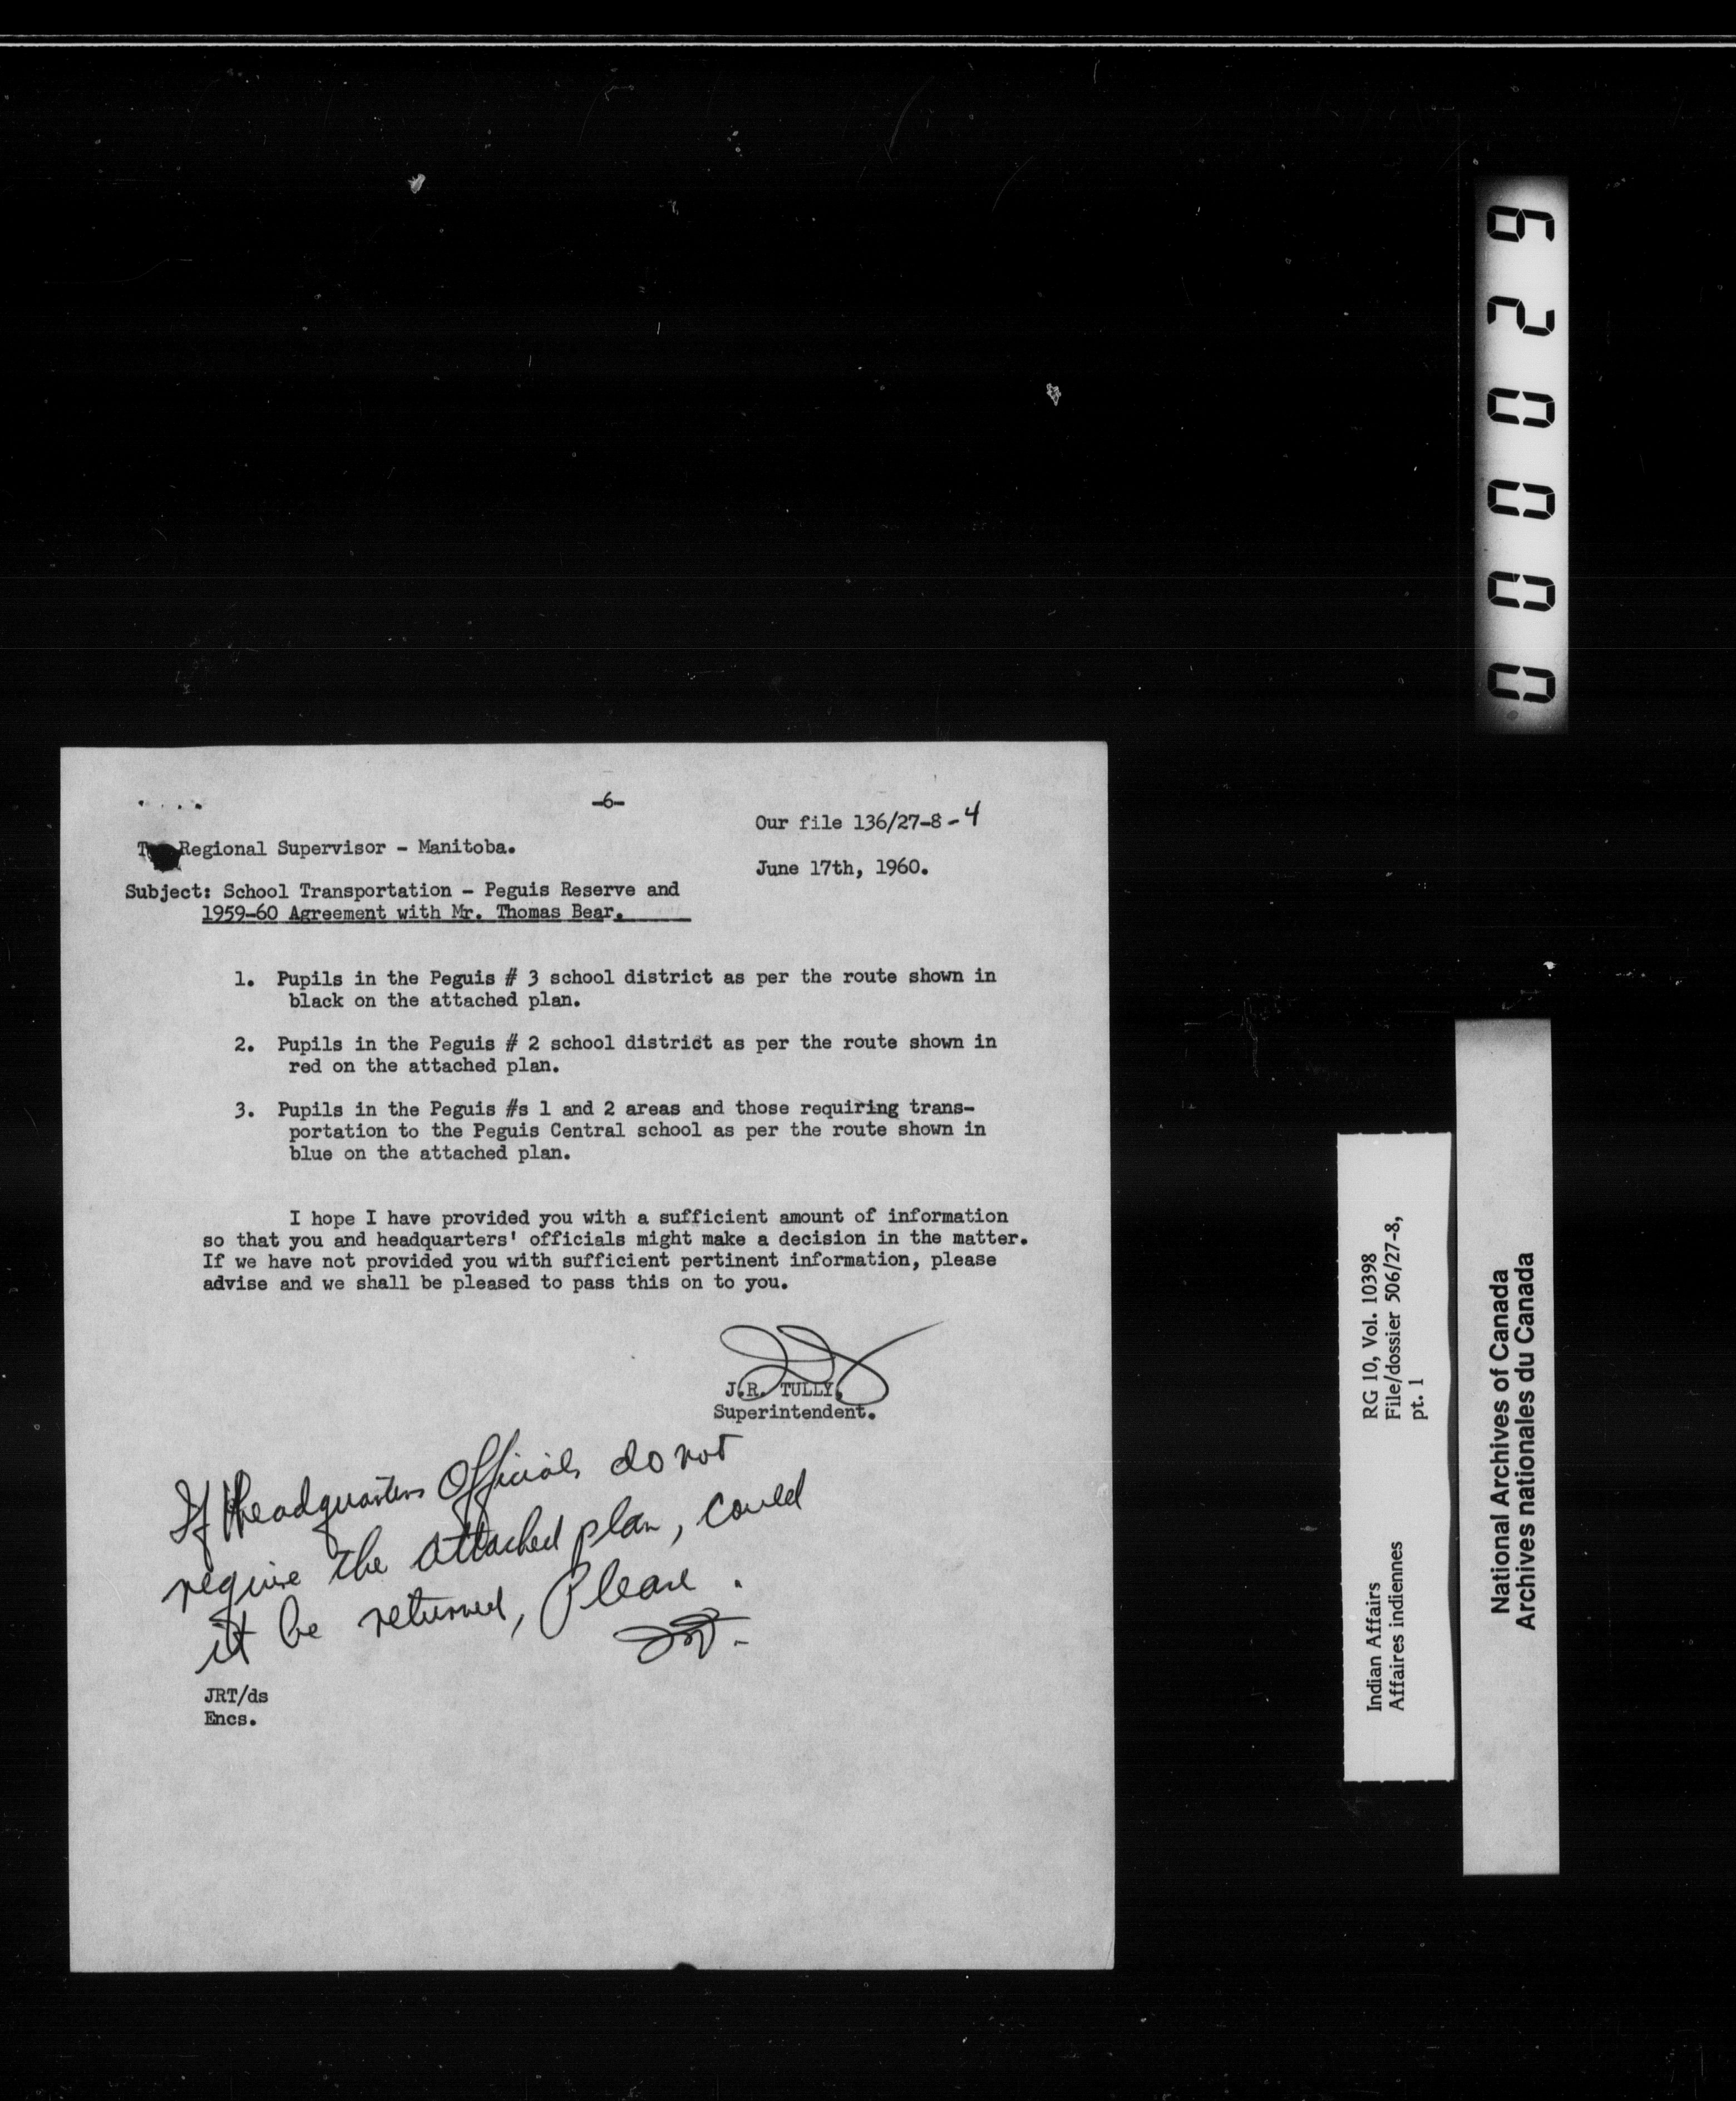 -6-
Our file 136/27-8-4
To Regional Supervisor - Manitoba.
June 17th, 1960.
Subject: School Transportation - Peguis Reserve and
1959-60 Agreement with Mr. Thomas Bear.
1. Pupils in the Peguis # 3 school district as per the route shown in
black on the attached plan.
2. Pupils in the Peguis # 2 school district as per the route shown in
red on the attached plan.
3. Pupils in the Peguis #s 1 and 2 areas and those requiring trans-
portation to the Peguis Central school as per the route shown in
blue on the attached plan.
I hope I have provided you with a sufficient amount of information
so that you and headquarters' officials might make a decision in the matter.
If we have not provided you with sufficient pertinent information, please
advise and we shall be pleased to pass this on to you.
J.R. TULLY,
Superintendent.
If Headquarters Officials do not
require the attached plan, could
it be returned, Please.
JRT.
JRT/ds
Encs.
000029
RG 10, Vol. 10398
File/dossier 506/27-8,
pt. 1
Indian Affairs
Affaires indiennes
National Archives of Canada
Archives nationales du Canada